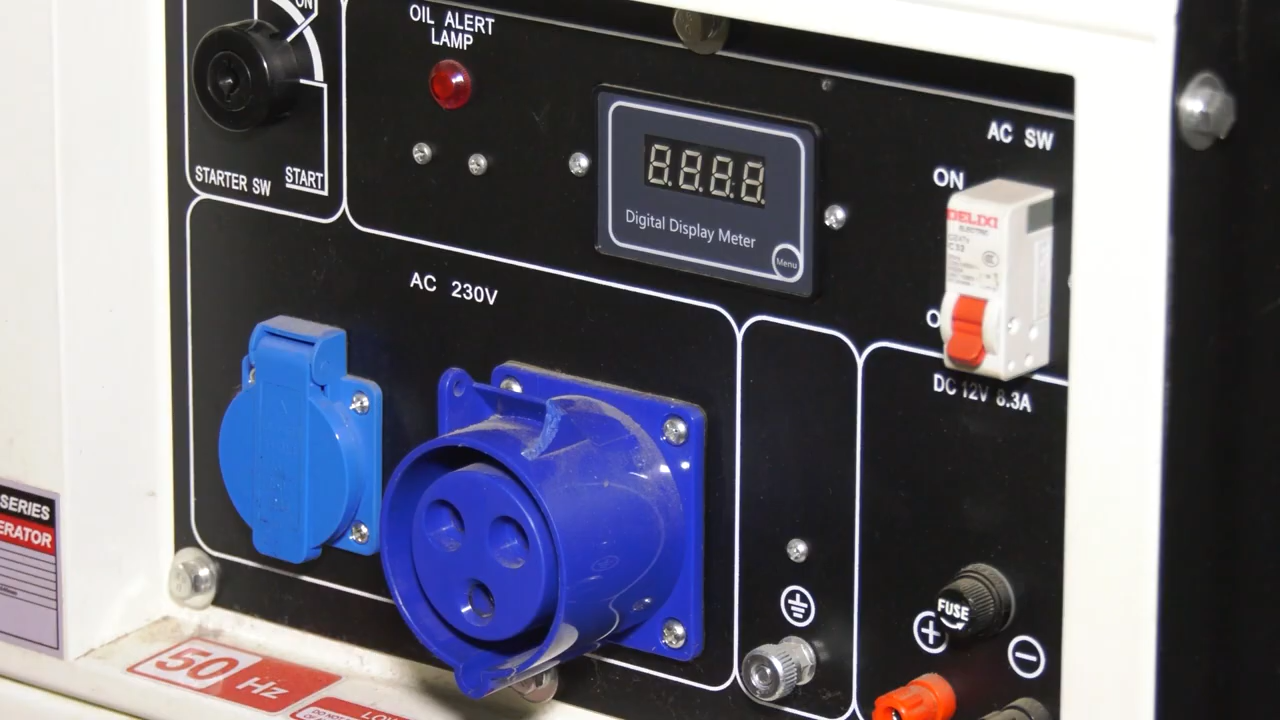 ON
OIL ALERT
LAMP
STARTER SW
START
8.8.8.8.
Digital Display Meter
Menu
AC SW
ON
DELIXI
ELECTRIC
AC 230V
DC 12V 8.3A
FUSE
SERIES
ERATOR
50 Hz